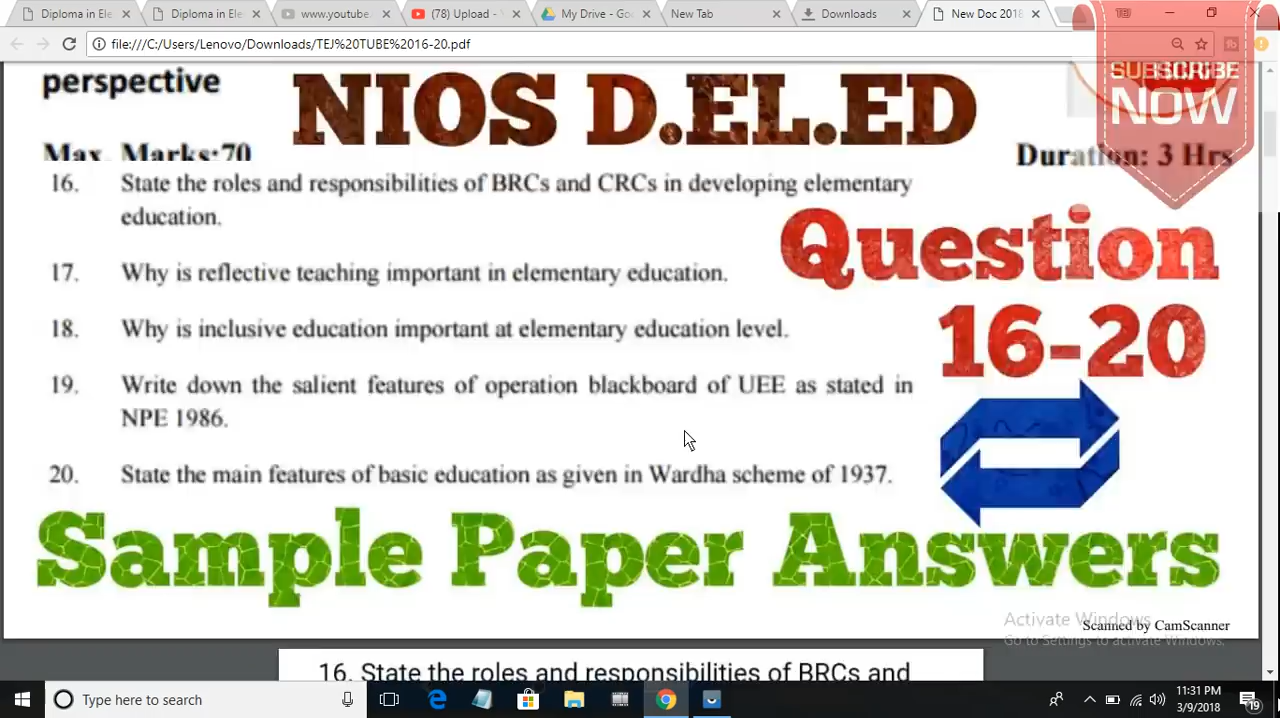 Diploma in Ele
Diploma in Ele
www.youtube.
(78) Upload -
My Drive - Goo
New Tab
Downloads
New Doc 2018
file:///C:/Users/Lenovo/Downloads/TEJ%20TUBE%2016-20.pdf
perspective
NIOS D.EL.ED
SUBSCRIBE
NOW
Max. Marks:70
Duration: 3 Hrs
16. State the roles and responsibilities of BRCs and CRCs in developing elementary
education.
Question
17. Why is reflective teaching important in elementary education.
16-20
18. Why is inclusive education important at elementary education level.
19. Write down the salient features of operation blackboard of UEE as stated in
NPE 1986.
20. State the main features of basic education as given in Wardha scheme of 1937.
Sample Paper Answers
Activate Windows
Scanned by CamScanner
Go to Settings to activate Windows.
16. State the roles and responsibilities of BRCs and
Type here to search
11:31 PM
3/9/2018
19